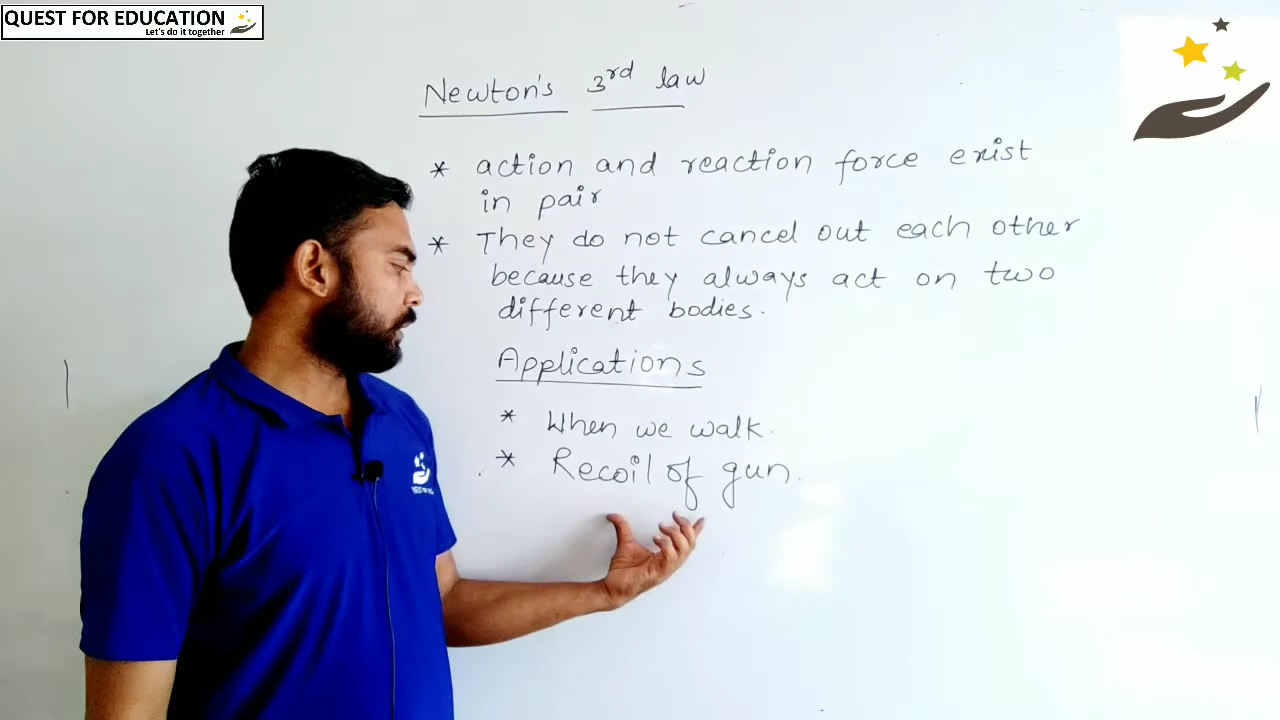 QUEST FOR EDUCATION
Let's do it together
Newton's 3rd law
* action and reaction force exist
in pair
* They do not cancel out each other
because they always act on two
different bodies.
Applications
* When we walk.
* Recoil of gun.